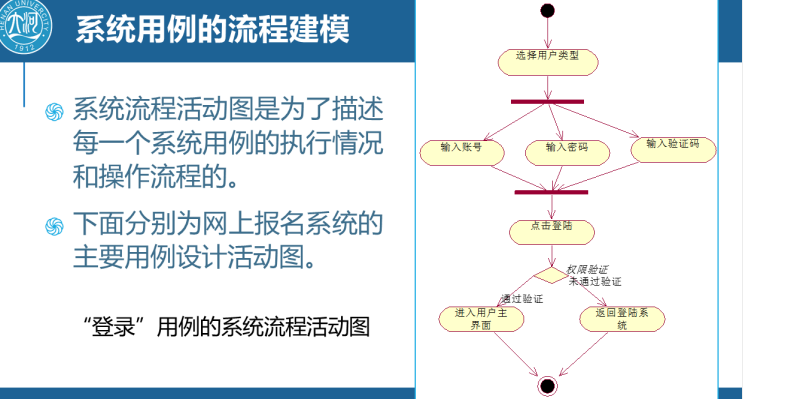 HENAN UNIVERSITY
1912
系统用例的流程建模
系统流程活动图是为了描述
每一个系统用例的执行情况
和操作流程的。
下面分别为网上报名系统的
主要用例设计活动图。
“登录”用例的系统流程活动图
选择用户类型
输入账号
输入密码
输入验证码
点击登陆
权限验证
未通过验证
通过验证
进入用户主
界面
返回登陆系
统